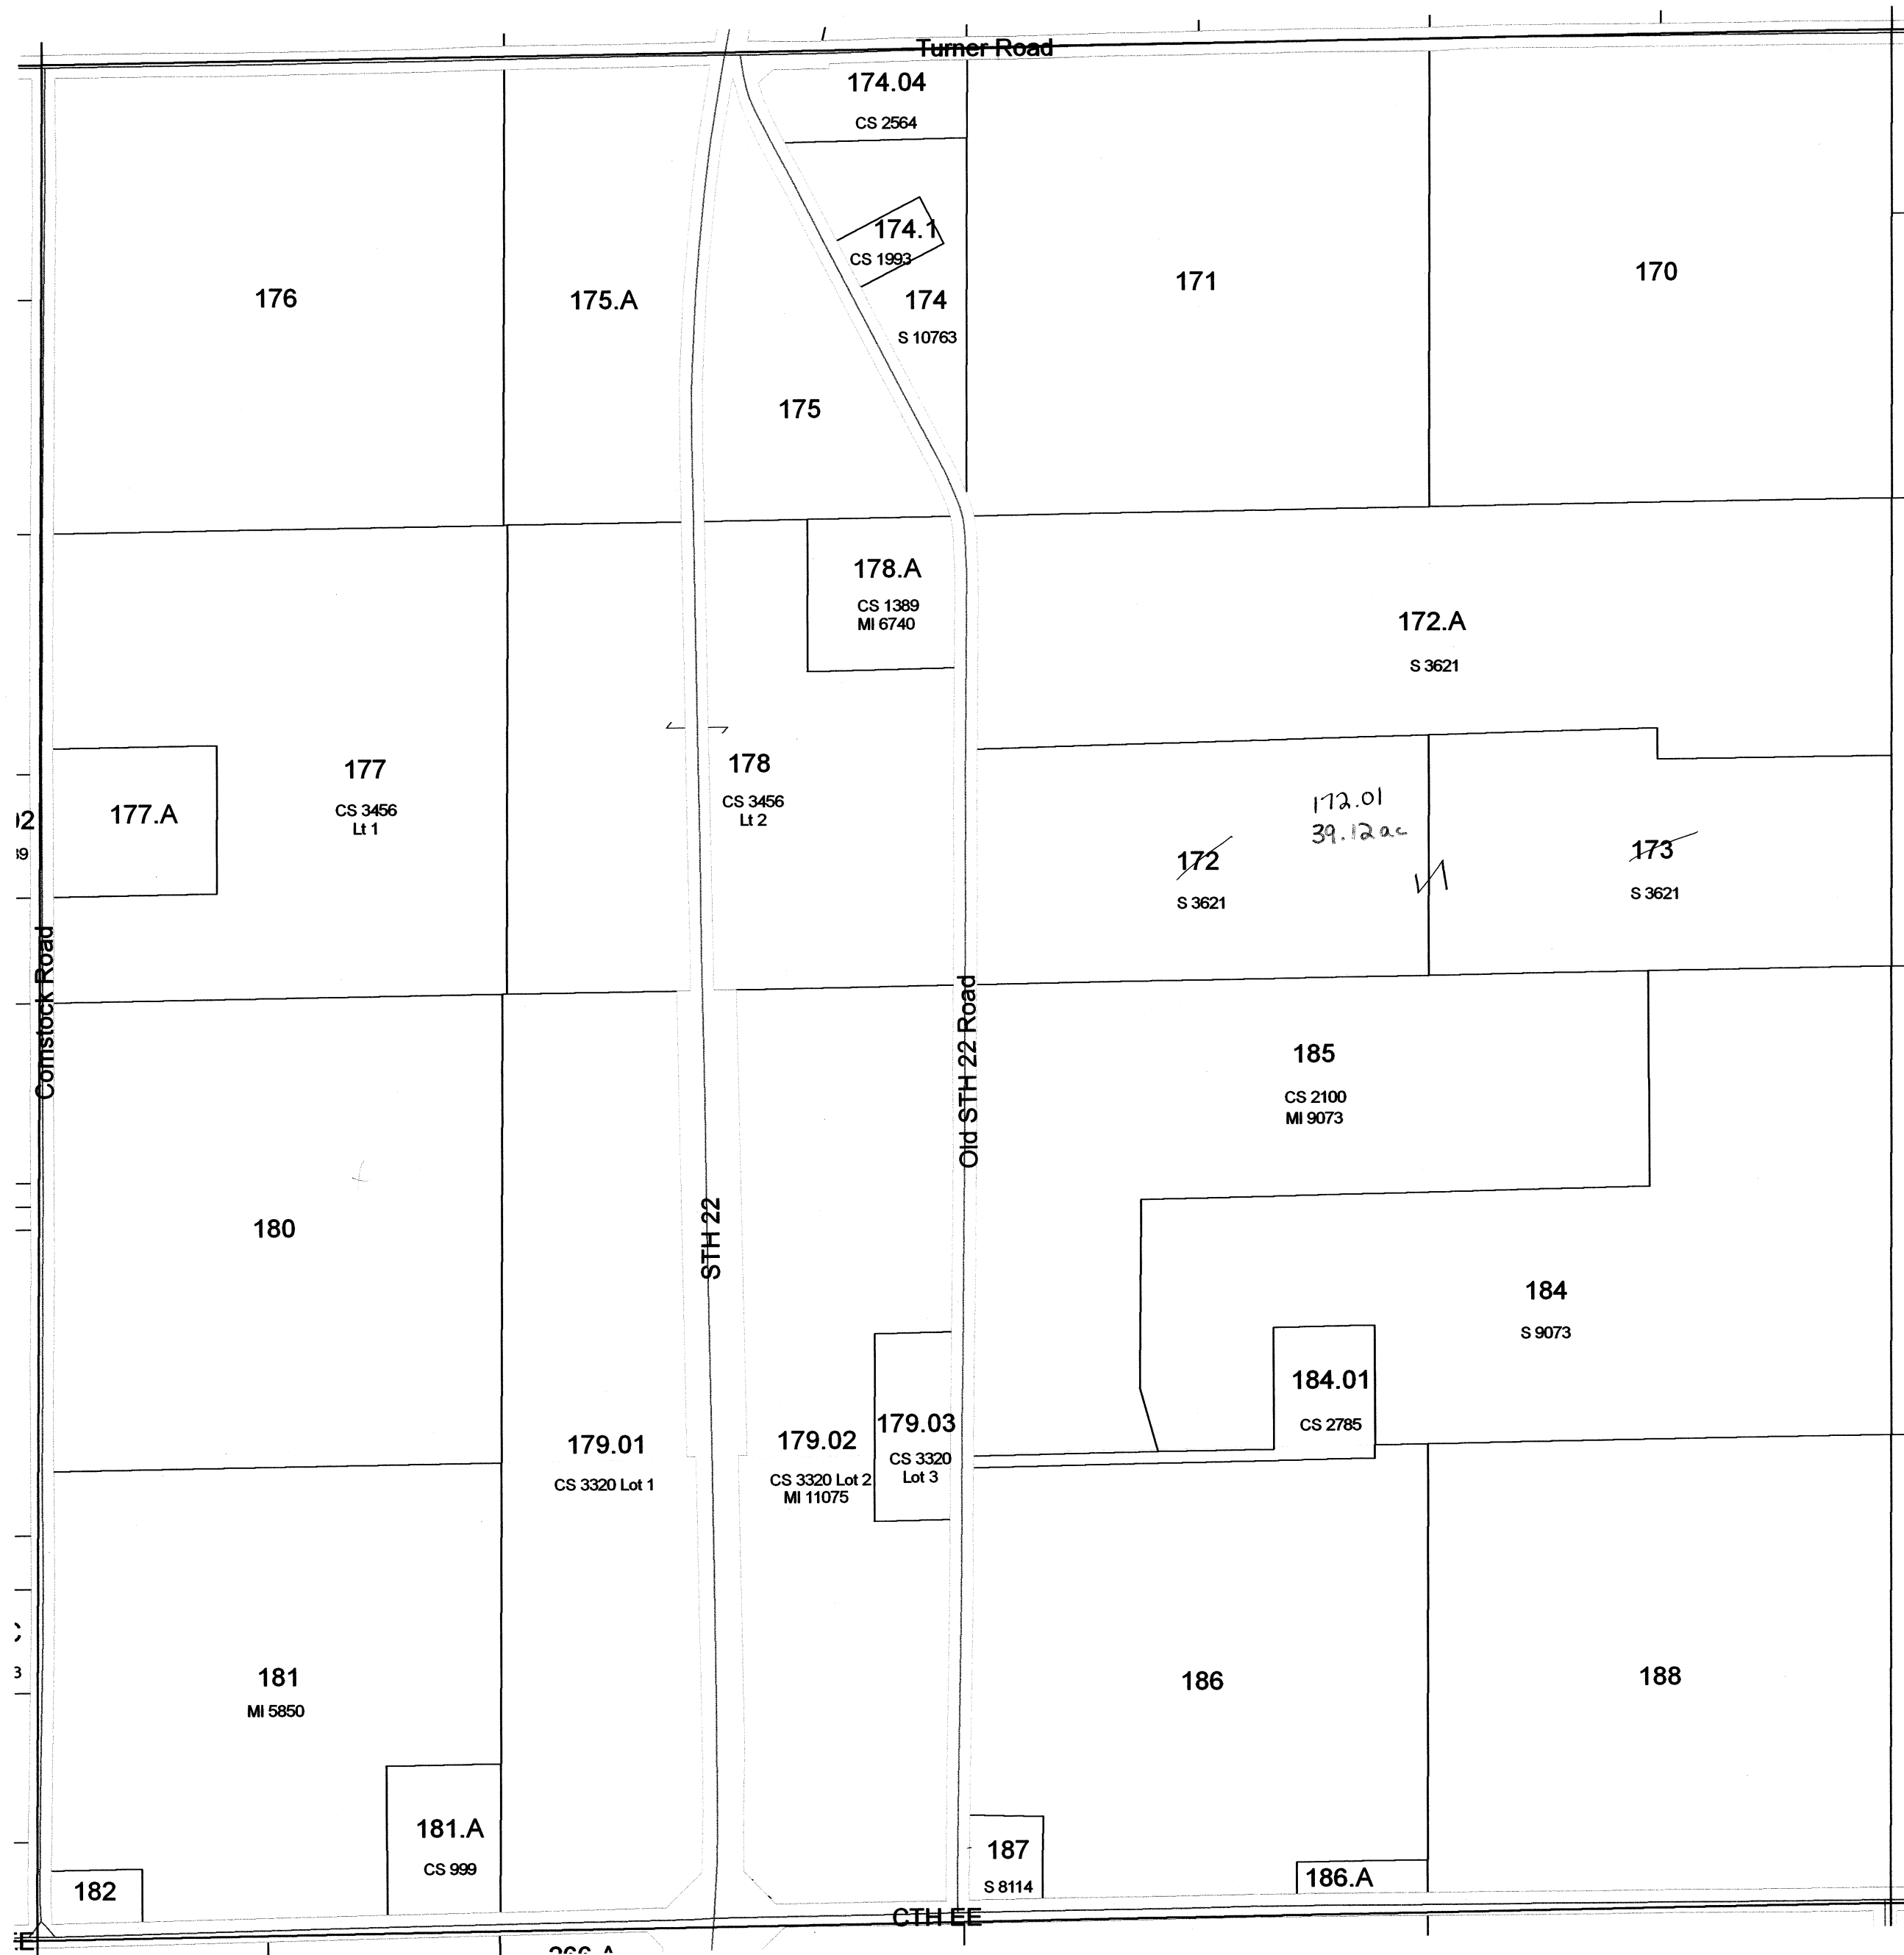 Turner Road
174.04
CS 2564
174.1
CS 1993
174
S 10763
176
175.A
175
171
170
178.A
CS 1389
MI 6740
172.A
S 3621
177
CS 3456
Lt 1
177.A
178
CS 3456
Lt 2
172.01
39.12 ac
172
S 3621
173
S 3621
Comstock Road
STH 22
Old STH 22 Road
185
CS 2100
MI 9073
180
184
S 9073
184.01
CS 2785
179.01
CS 3320 Lot 1
179.02
CS 3320 Lot 2
MI 11075
179.03
CS 3320
Lot 3
181
MI 5850
186
188
181.A
CS 999
182
187
S 8114
186.A
CTH EE